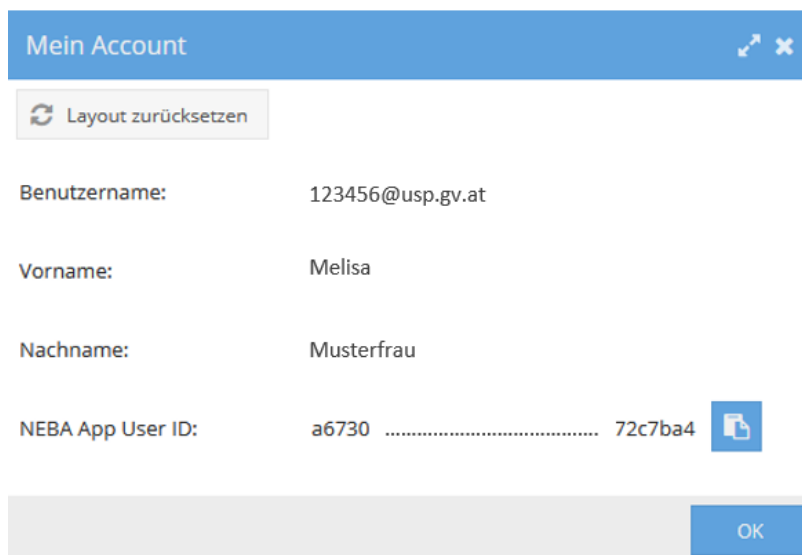 Mein Account
Layout zurücksetzen
Benutzername: 123456@usp.gv.at
Vorname: Melisa
Nachname: Musterfrau
NEBA App User ID: a6730 ........................................ 72c7ba4
OK